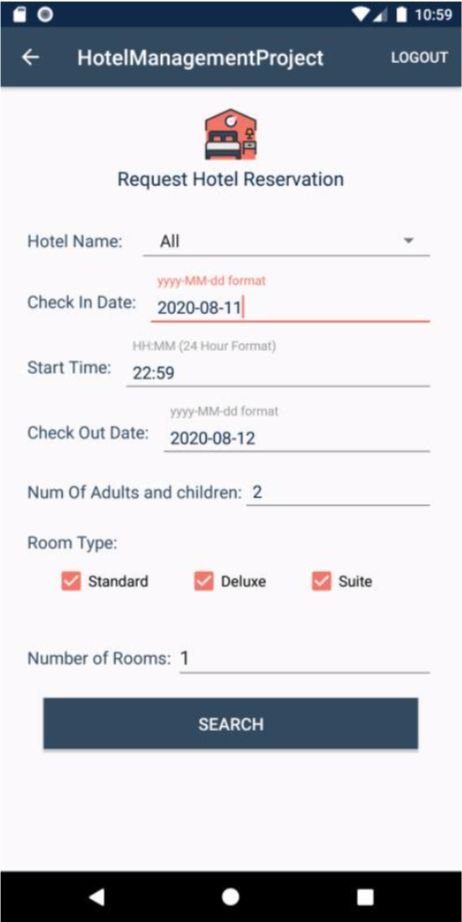 10:59
HotelManagementProject LOGOUT
Request Hotel Reservation
Hotel Name: All
yyyy-MM-dd format
Check In Date: 2020-08-11
HH:MM (24 Hour Format)
Start Time: 22:59
yyyy-MM-dd format
Check Out Date: 2020-08-12
Num Of Adults and children: 2
Room Type:
Standard Deluxe Suite
Number of Rooms: 1
SEARCH